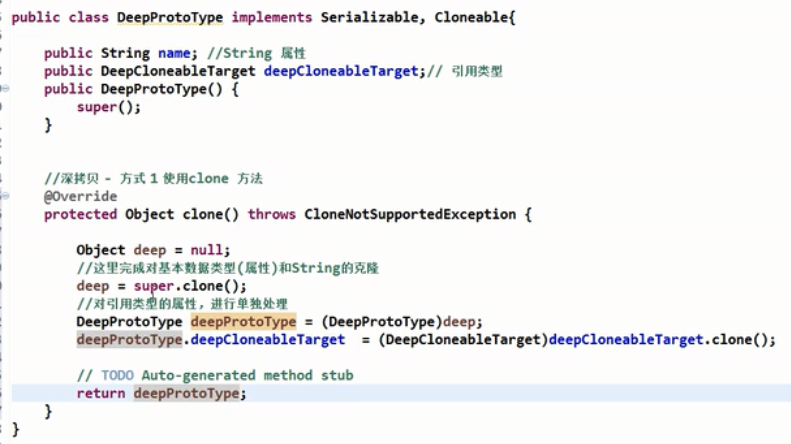 public class DeepProtoType implements Serializable, Cloneable{
public String name; //String 属性
public DeepCloneableTarget deepCloneableTarget;// 引用类型
public DeepProtoType() {
super();
}
//深拷贝 - 方式 1 使用clone 方法
@Override
protected Object clone() throws CloneNotSupportedException {
Object deep = null;
//这里完成对基本数据类型(属性)和String的克隆
deep = super.clone();
//对引用类型的属性，进行单独处理
DeepProtoType deepProtoType = (DeepProtoType)deep;
deepProtoType.deepCloneableTarget  = (DeepCloneableTarget)deepCloneableTarget.clone();
// TODO Auto-generated method stub
return deepProtoType;
}
}